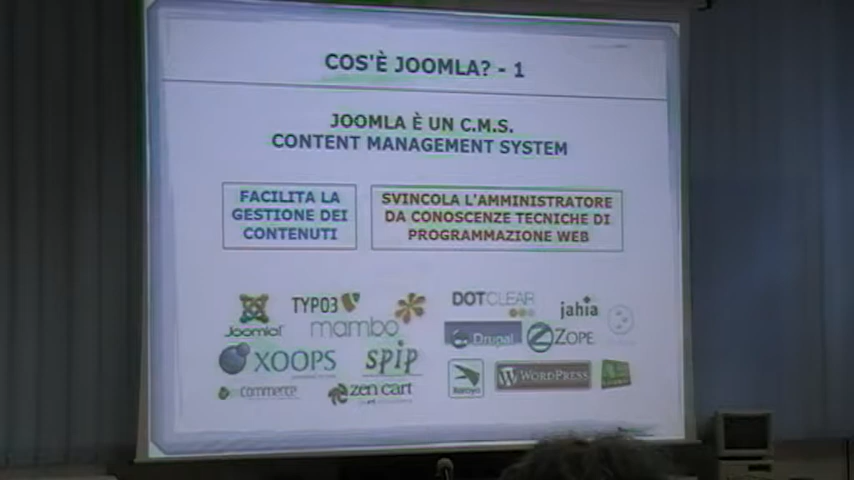 COS'È JOOMLA? - 1
JOOMLA È UN C.M.S.
CONTENT MANAGEMENT SYSTEM
FACILITA LA
GESTIONE DEI
CONTENUTI
SVINCOLA L'AMMINISTRATORE
DA CONOSCENZE TECNICHE DI
PROGRAMMAZIONE WEB
Joomla!
TYPO3
mambo
DOTCLEAR
jahia
Drupal
ZOPE
XOOPS
spip
commerce
zen cart
WORDPRESS